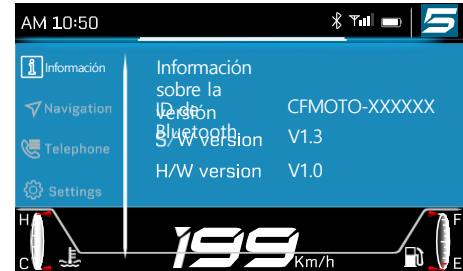 AM 10:50
5
Información
Navigation
Telephone
Settings
Información
sobre la
versión
ID de
Bluetooth
CFMOTO-XXXXXX
S/W version V1.3
H/W version V1.0
H
C
199
Km/h
F
E